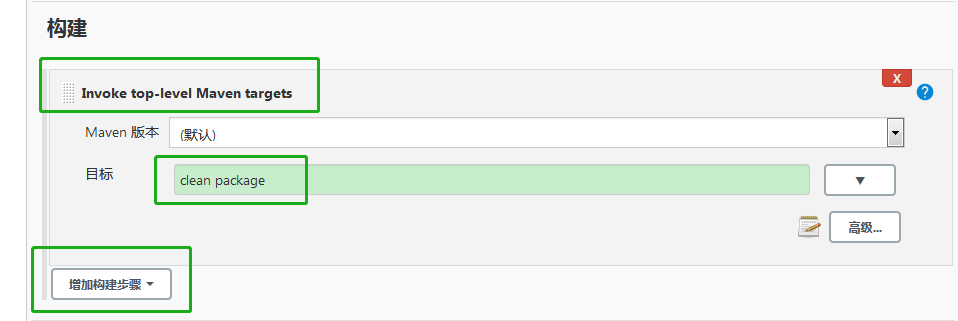 构建
Invoke top-level Maven targets
X
?
Maven 版本
(默认)
目标
clean package
高级...
增加构建步骤